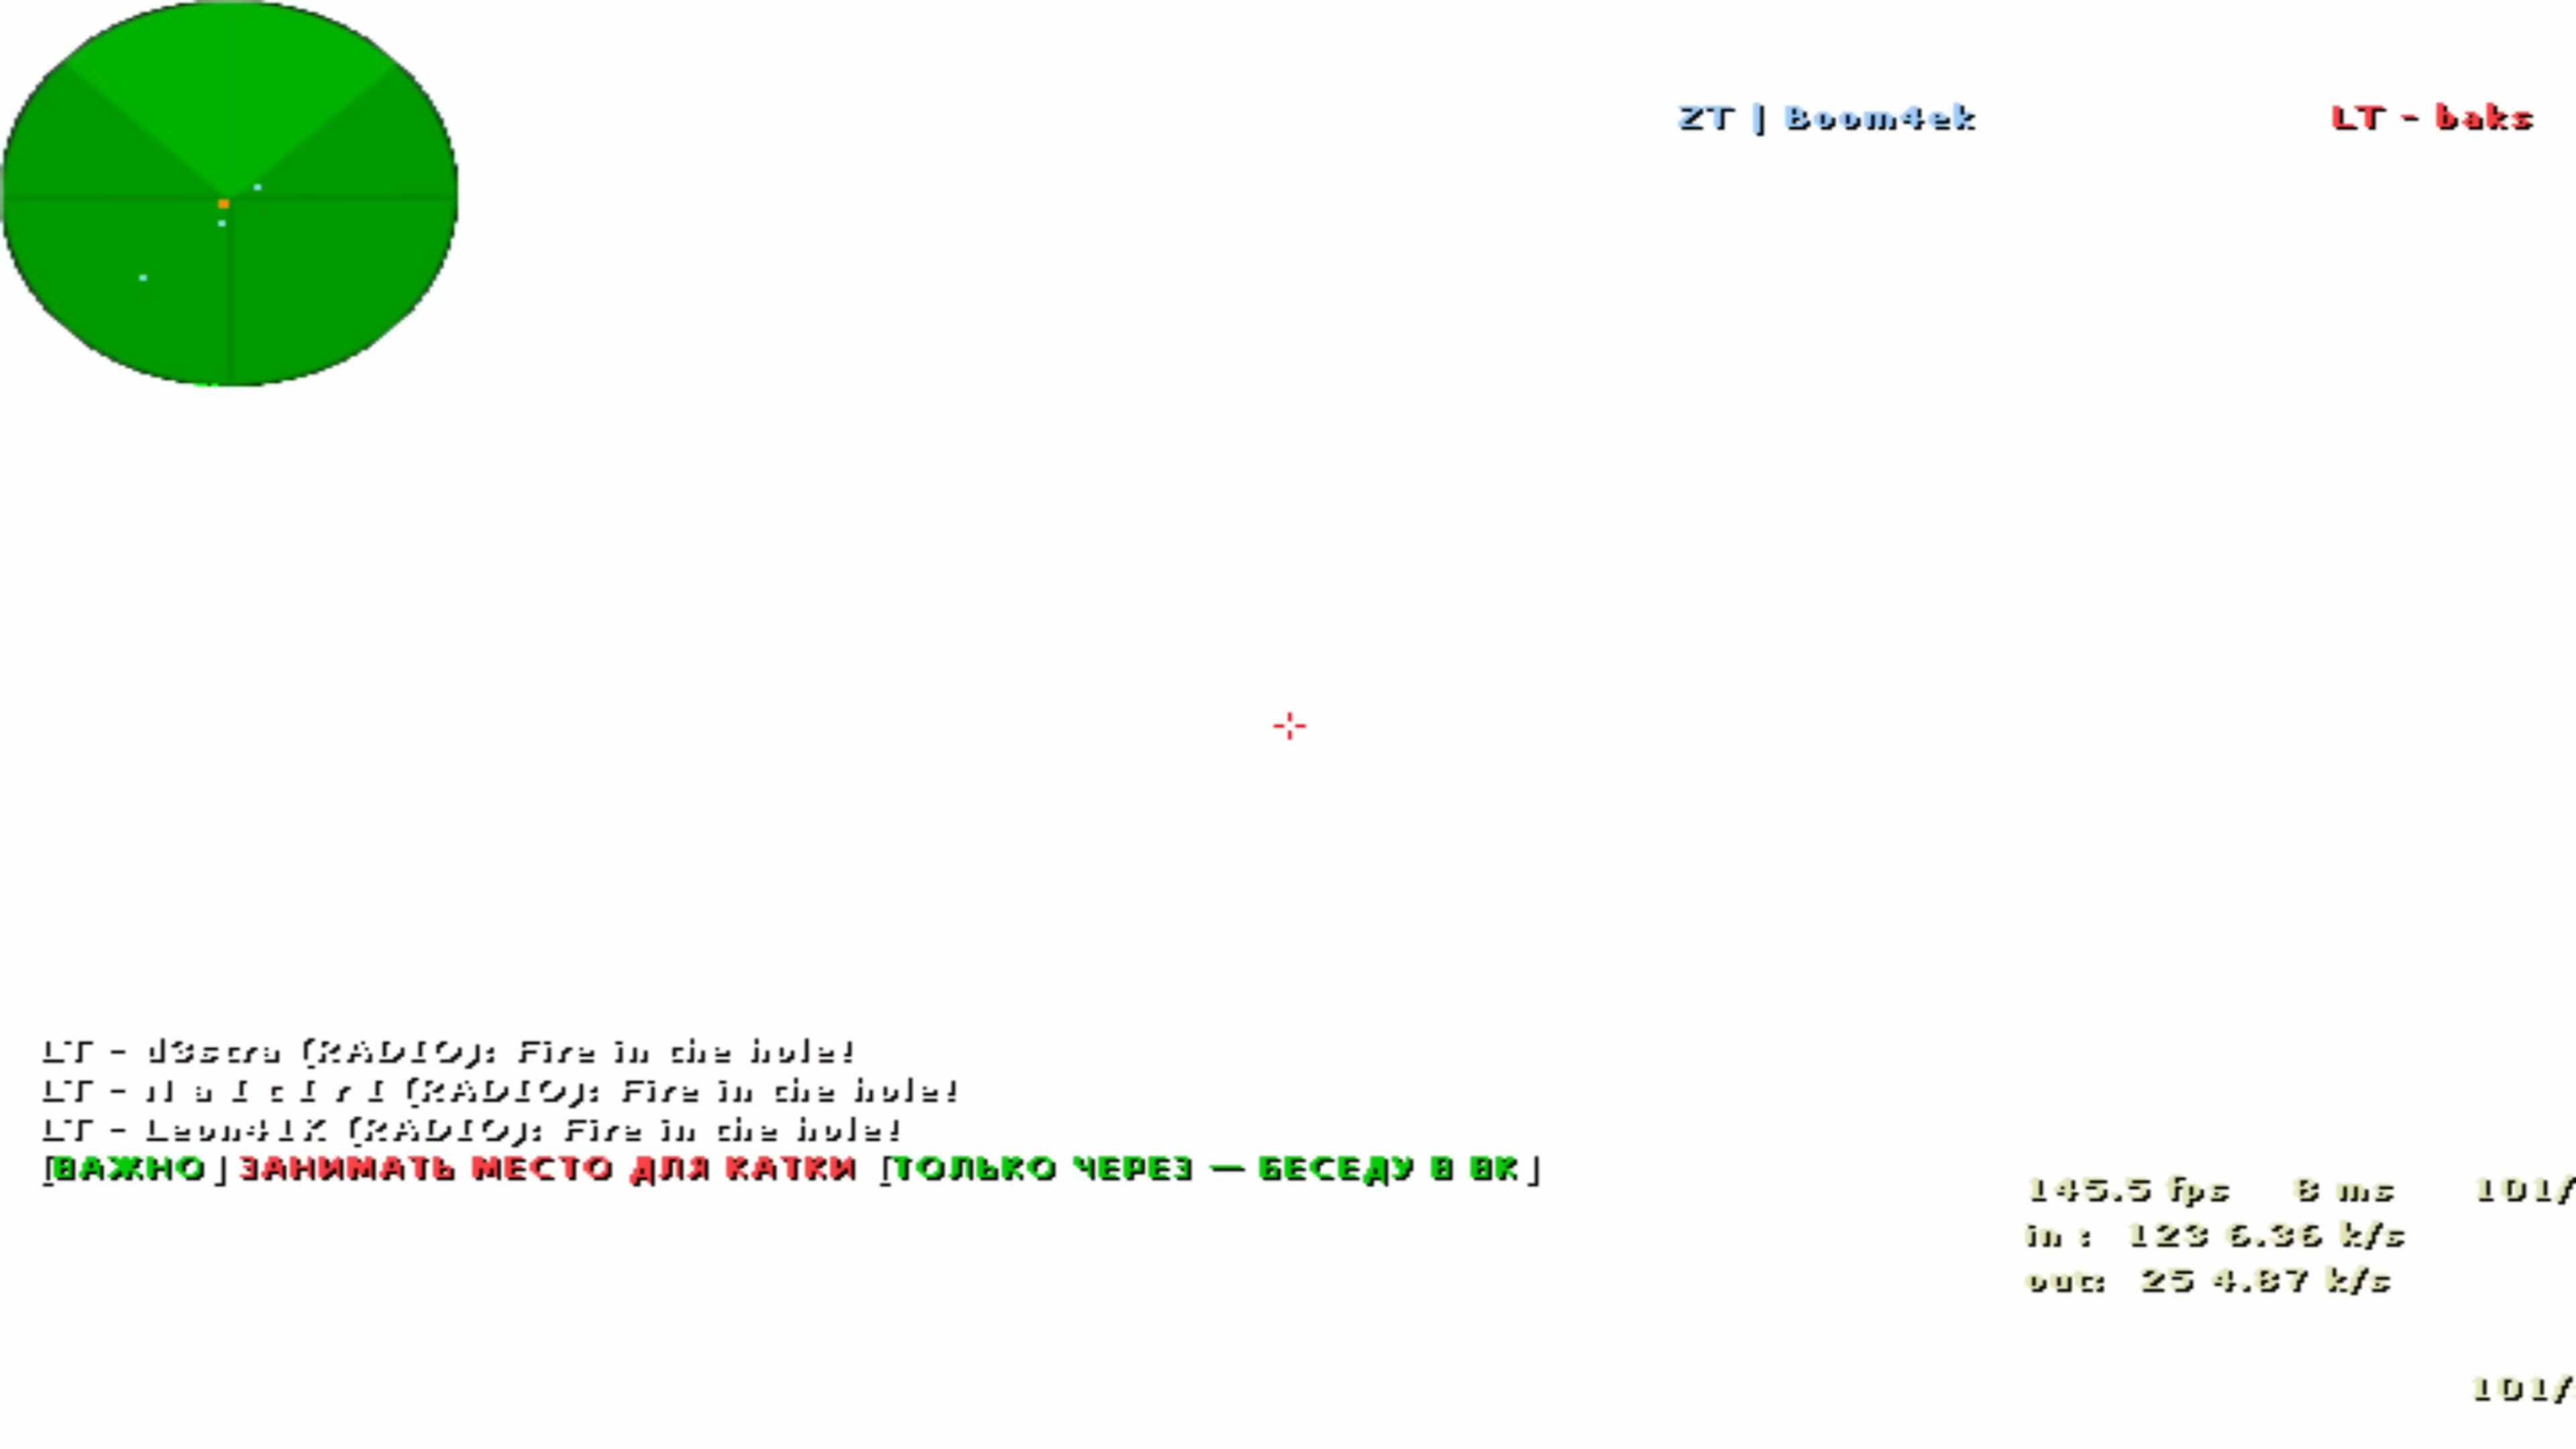 ZT | Boom4ek LT - baks
LT - d3stra (RADIO): Fire in the hole!
LT - (RADIO): Fire in the hole!
LT - Leon41K (RADIO): Fire in the hole!
[ВАЖНО] ЗАНИМАТЬ МЕСТО ДЛЯ КАТКИ [ТОЛЬКО ЧЕРЕЗ — БЕСЕДУ В ВК]
145.5 fps 8 ms 101/
in : 123 6.36 k/s
out: 25 4.87 k/s
101/